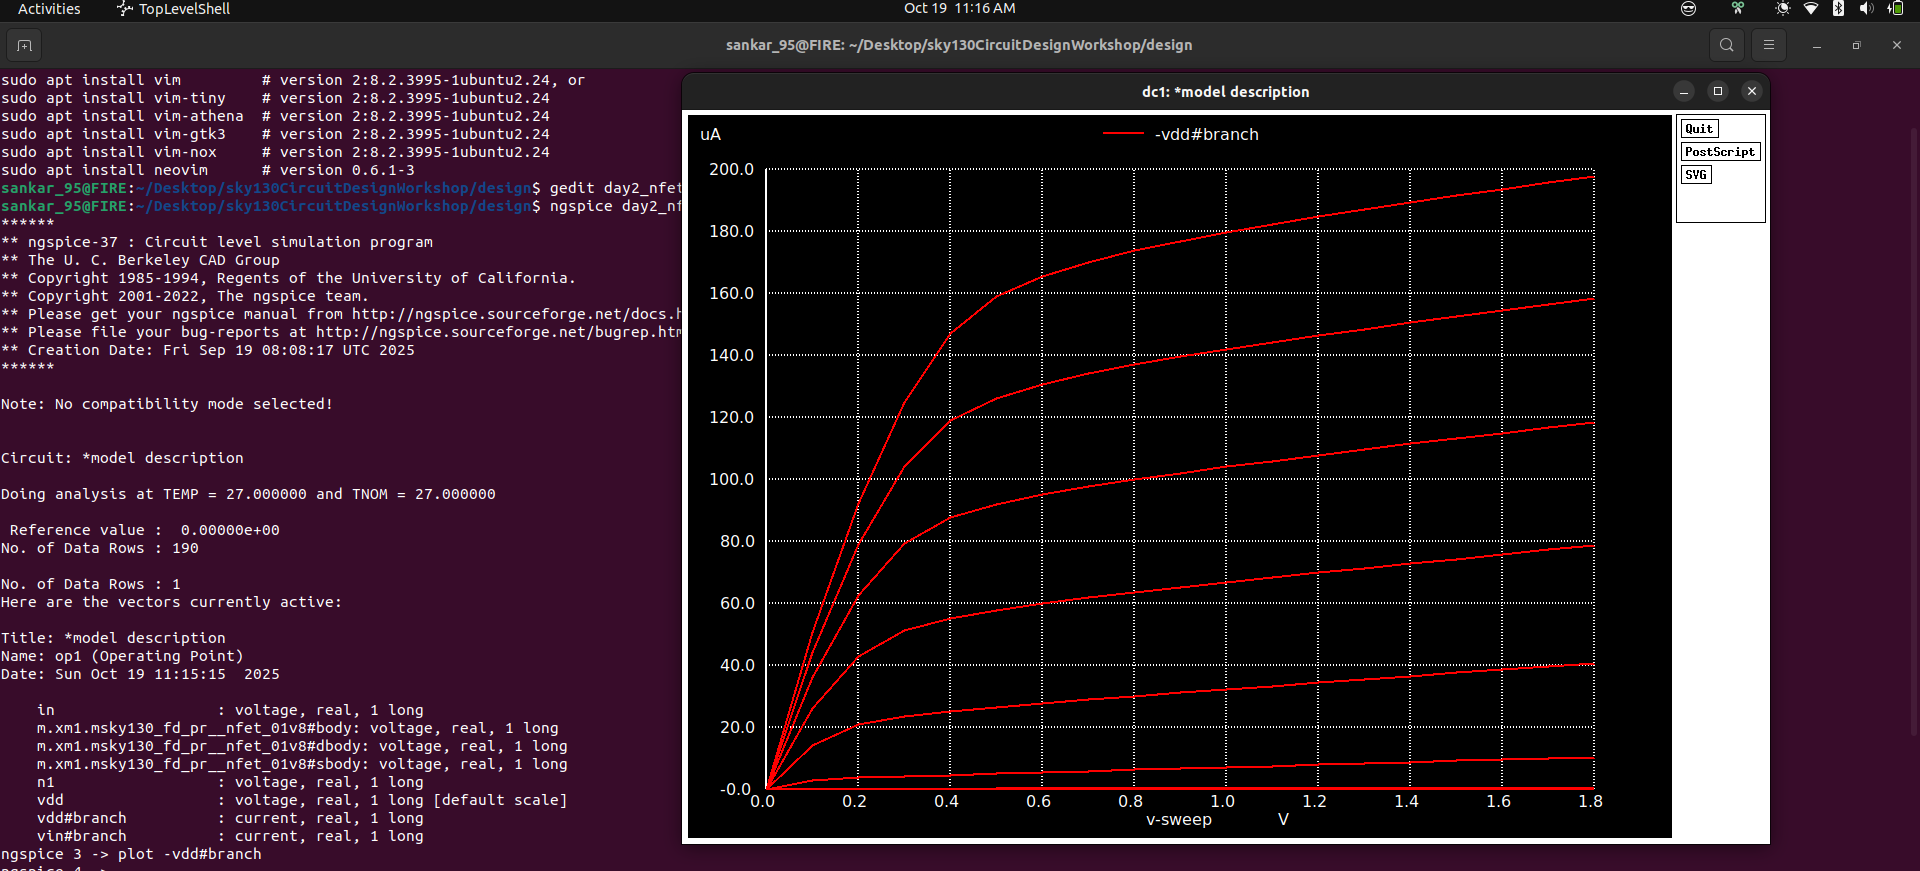 Activities
TopLevelShell
Oct 19 11:16 AM
sankar_95@FIRE: ~/Desktop/sky130CircuitDesignWorkshop/design
sudo apt install vim         # version 2:8.2.3995-1ubuntu2.24, or
sudo apt install vim-tiny    # version 2:8.2.3995-1ubuntu2.24
sudo apt install vim-athena  # version 2:8.2.3995-1ubuntu2.24
sudo apt install vim-gtk3    # version 2:8.2.3995-1ubuntu2.24
sudo apt install vim-nox     # version 2:8.2.3995-1ubuntu2.24
sudo apt install neovim      # version 0.6.1-3
sankar_95@FIRE:~/Desktop/sky130CircuitDesignWorkshop/design$ gedit day2_nfet
sankar_95@FIRE:~/Desktop/sky130CircuitDesignWorkshop/design$ ngspice day2_nf
******
** ngspice-37 : Circuit level simulation program
** The U. C. Berkeley CAD Group
** Copyright 1985-1994, Regents of the University of California.
** Copyright 2001-2022, The ngspice team.
** Please get your ngspice manual from http://ngspice.sourceforge.net/docs.h
** Please file your bug-reports at http://ngspice.sourceforge.net/bugrep.htm
** Creation Date: Fri Sep 19 08:08:17 UTC 2025
******
Note: No compatibility mode selected!
Circuit: *model description
Doing analysis at TEMP = 27.000000 and TNOM = 27.000000
Reference value :  0.00000e+00
No. of Data Rows : 190
No. of Data Rows : 1
Here are the vectors currently active:
Title: *model description
Name: op1 (Operating Point)
Date: Sun Oct 19 11:15:15  2025
in                  : voltage, real, 1 long
m.xm1.msky130_fd_pr__nfet_01v8#body: voltage, real, 1 long
m.xm1.msky130_fd_pr__nfet_01v8#dbody: voltage, real, 1 long
m.xm1.msky130_fd_pr__nfet_01v8#sbody: voltage, real, 1 long
n1                  : voltage, real, 1 long
vdd                 : voltage, real, 1 long [default scale]
vdd#branch          : current, real, 1 long
vin#branch          : current, real, 1 long
ngspice 3 -> plot -vdd#branch
ngspice 4 ->
dc1: *model description
uA
-vdd#branch
200.0
180.0
160.0
140.0
120.0
100.0
80.0
60.0
40.0
20.0
-0.0
0.0 0.2 0.4 0.6 0.8 1.0 1.2 1.4 1.6 1.8
v-sweep V
Quit
PostScript
SVG